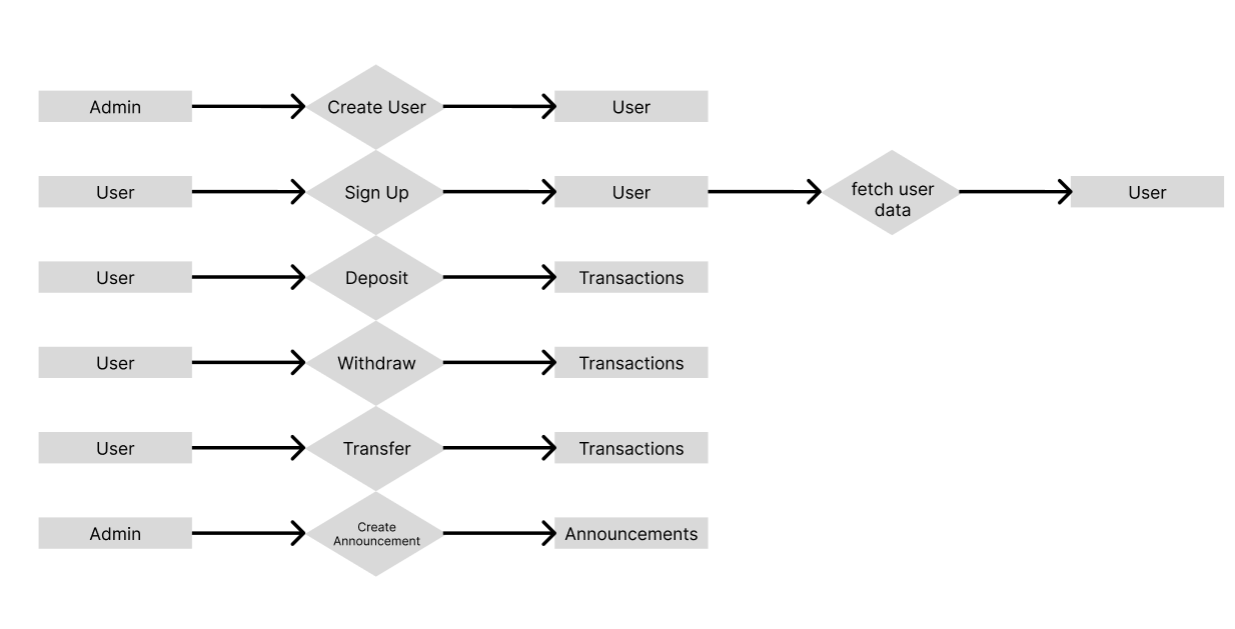 Admin
Create User
User
User
Sign Up
User
fetch user
data
User
User
Deposit
Transactions
User
Withdraw
Transactions
User
Transfer
Transactions
Admin
Create
Announcement
Announcements